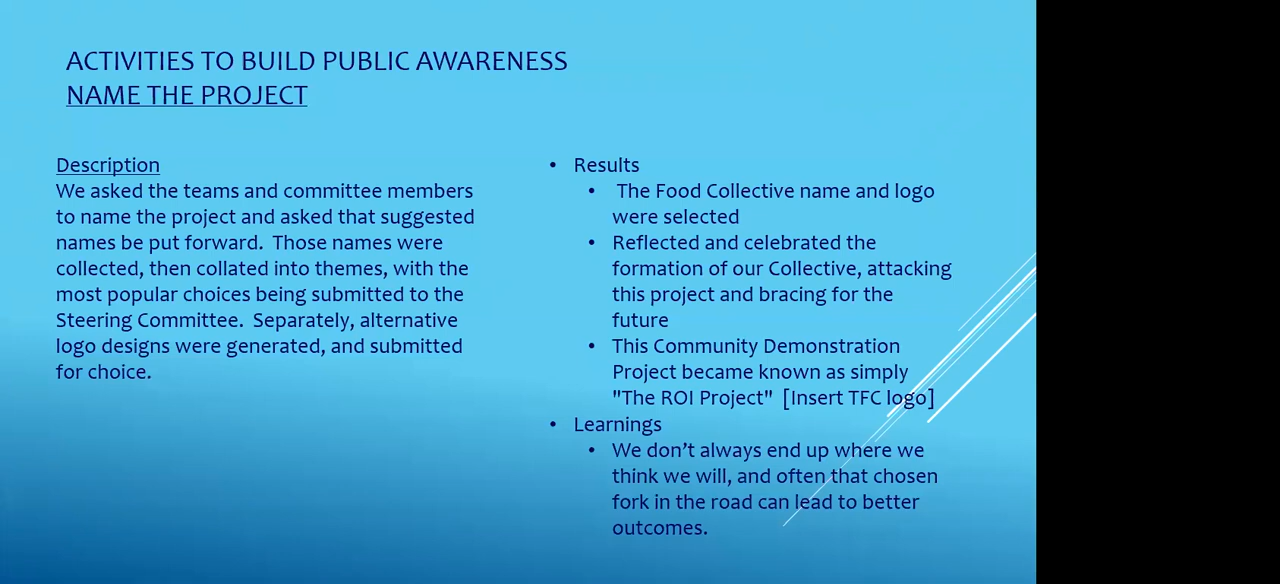 ACTIVITIES TO BUILD PUBLIC AWARENESS
NAME THE PROJECT
Description
We asked the teams and committee members
to name the project and asked that suggested
names be put forward.  Those names were
collected, then collated into themes, with the
most popular choices being submitted to the
Steering Committee.  Separately, alternative
logo designs were generated, and submitted
for choice.
• Results
• The Food Collective name and logo
were selected
• Reflected and celebrated the
formation of our Collective, attacking
this project and bracing for the
future
• This Community Demonstration
Project became known as simply
"The ROI Project"  [Insert TFC logo]
• Learnings
• We don’t always end up where we
think we will, and often that chosen
fork in the road can lead to better
outcomes.